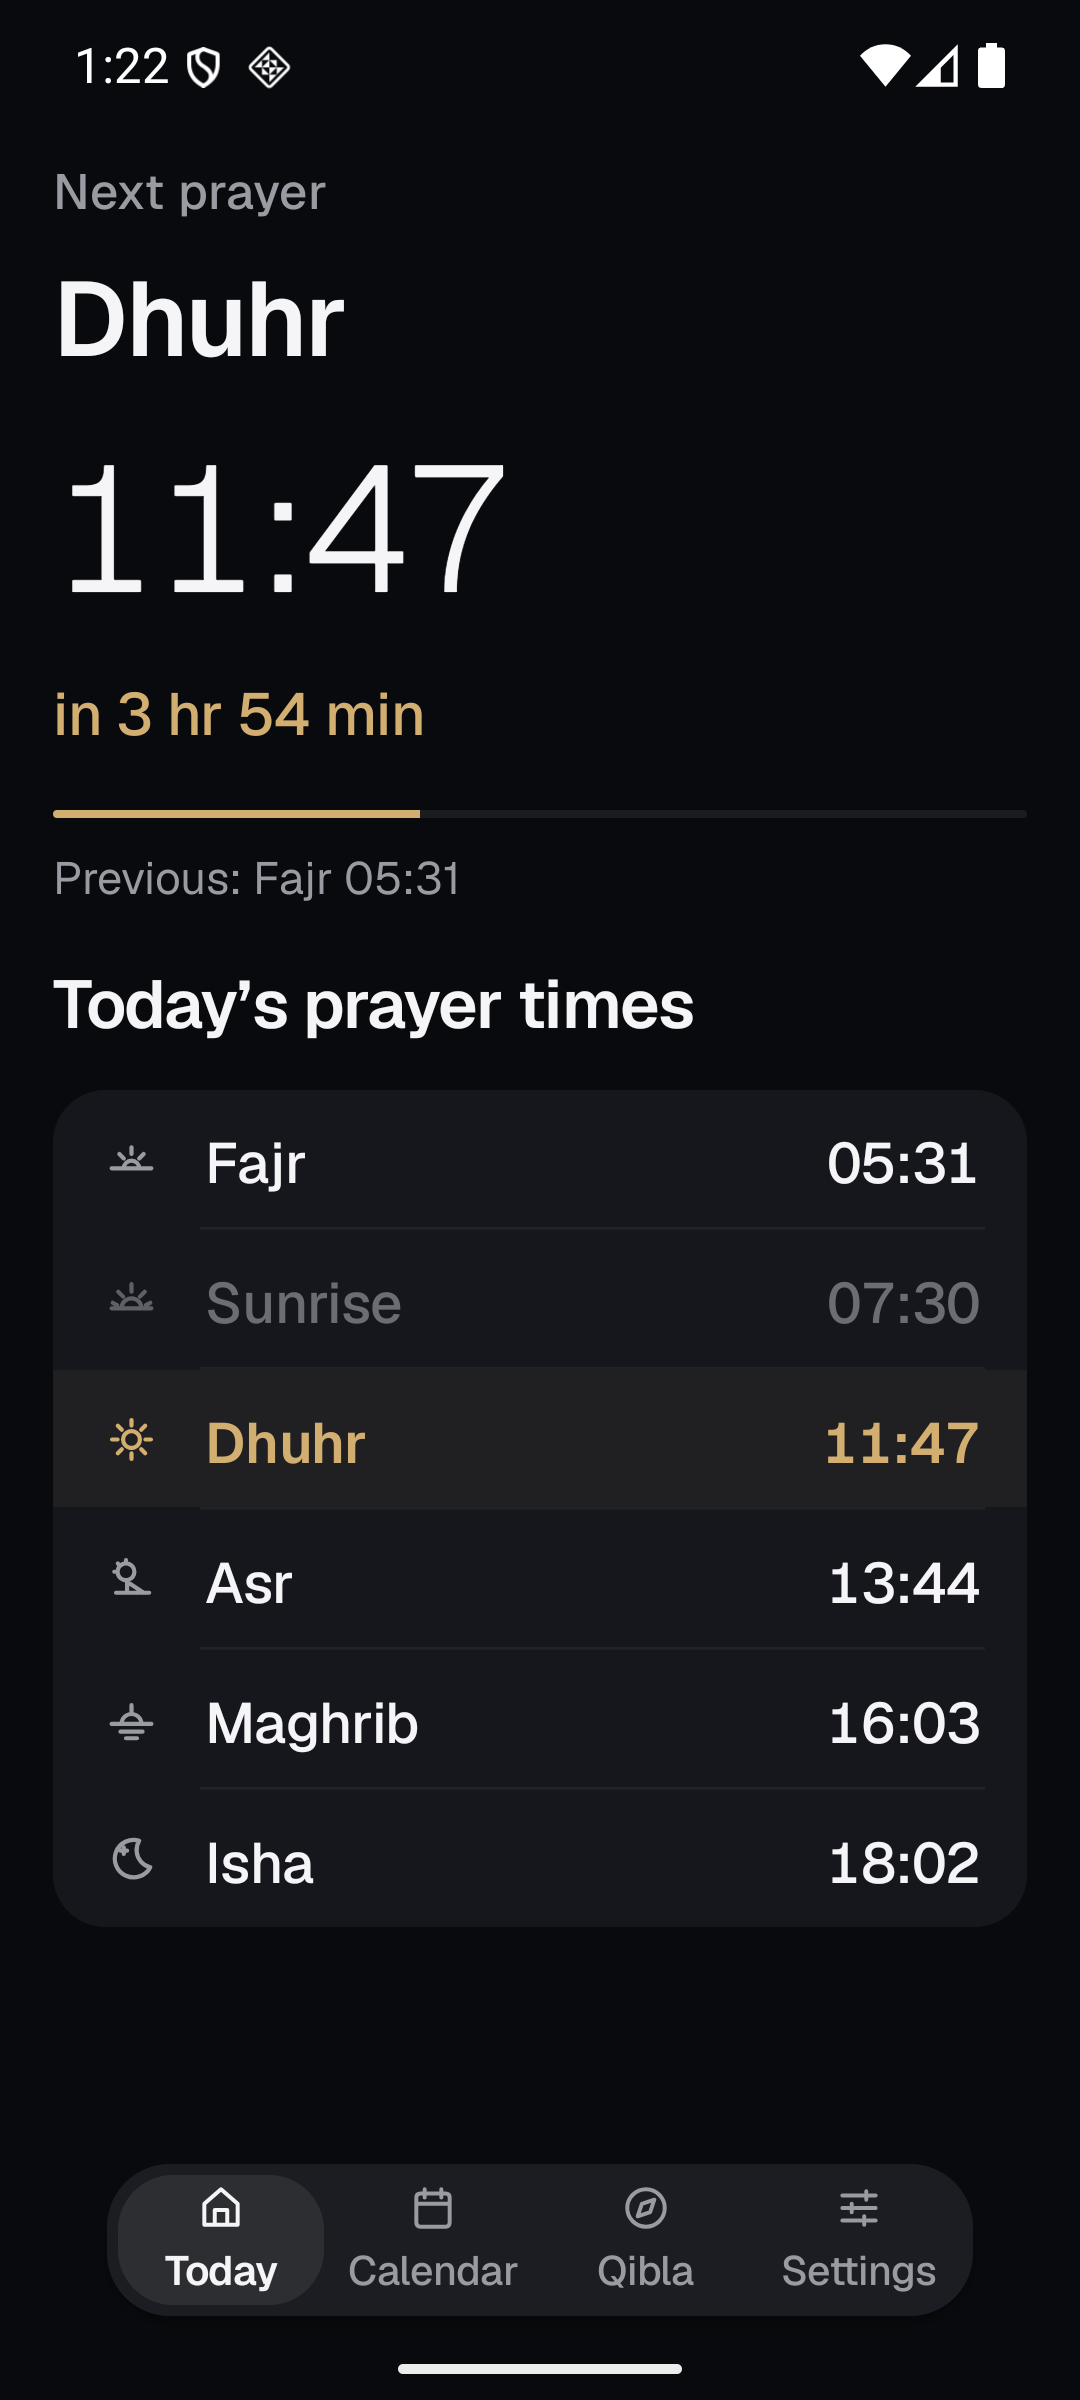 1:22
Next prayer
Dhuhr
11:47
in 3 hr 54 min
Previous: Fajr 05:31
Today’s prayer times
Fajr 05:31
Sunrise 07:30
Dhuhr 11:47
Asr 13:44
Maghrib 16:03
Isha 18:02
Today Calendar Qibla Settings